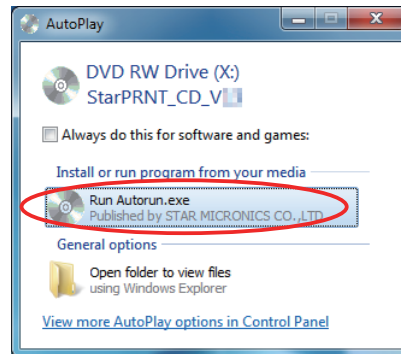 AutoPlay
DVD RW Drive (X:)
StarPRNT_CD_V
Always do this for software and games:
Install or run program from your media
Run Autorun.exe
Published by STAR MICRONICS CO.,LTD.
General options
Open folder to view files
using Windows Explorer
View more AutoPlay options in Control Panel